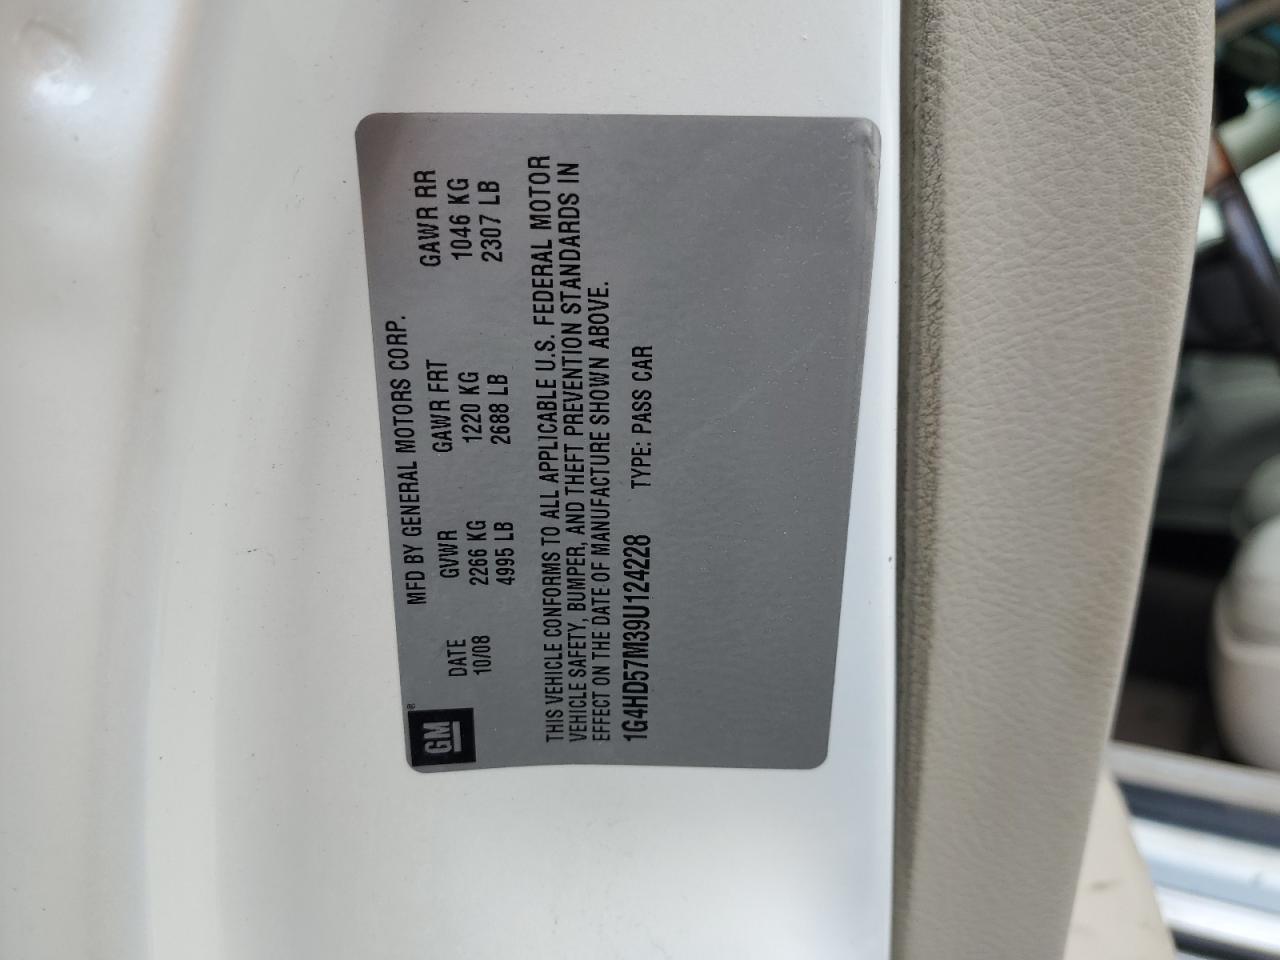 GM®
MFD BY GENERAL MOTORS CORP.
DATE GVWR GAWR FRT GAWR RR
10/08 2266 KG 1220 KG 1046 KG
4995 LB 2688 LB 2307 LB
THIS VEHICLE CONFORMS TO ALL APPLICABLE U.S. FEDERAL MOTOR
VEHICLE SAFETY, BUMPER, AND THEFT PREVENTION STANDARDS IN
EFFECT ON THE DATE OF MANUFACTURE SHOWN ABOVE.
1G4HD57M39U124228 TYPE: PASS CAR